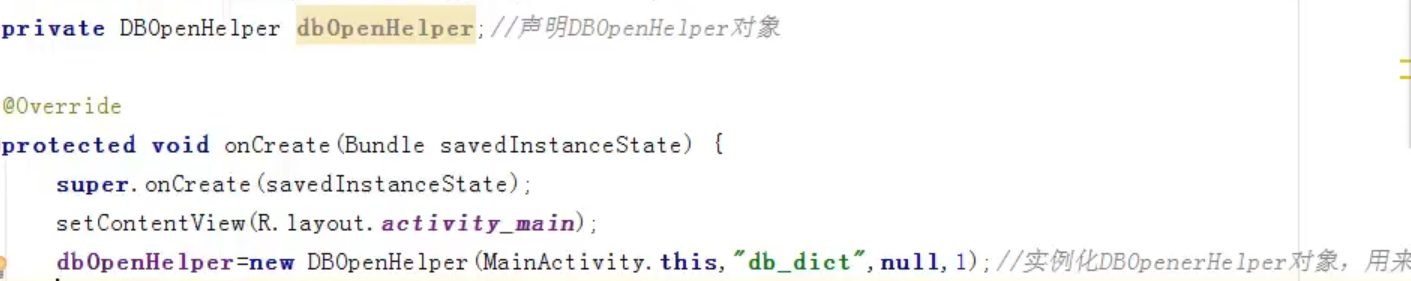 private DBOpenHelper dbOpenHelper;//声明DBOpenHelper对象
@Override
protected void onCreate(Bundle savedInstanceState) {
super.onCreate(savedInstanceState);
setContentView(R.layout.activity_main);
dbOpenHelper=new DBOpenHelper(MainActivity.this,"db_dict",null,1);//实例化DBOpenerHelper对象，用来